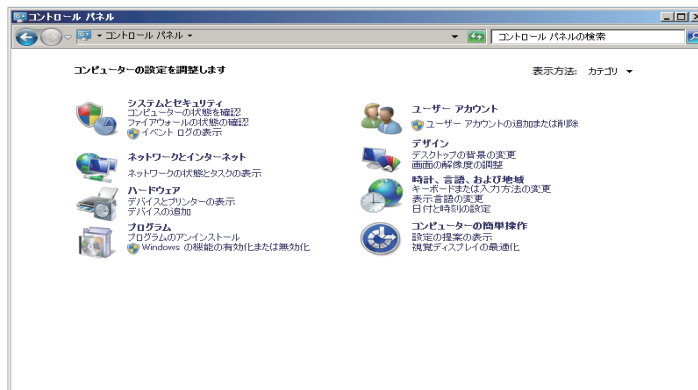 コントロール パネル
コントロール パネル
コントロール パネルの検索
コンピューターの設定を調整します
表示方法: カテゴリ
システムとセキュリティ
コンピューターの状態を確認
ファイアウォールの状態の確認
イベント ログの表示
ネットワークとインターネット
ネットワークの状態とタスクの表示
ハードウェア
デバイスとプリンターの表示
デバイスの追加
プログラム
プログラムのアンインストール
Windows の機能の有効化または無効化
ユーザー アカウント
ユーザー アカウントの追加または削除
デザイン
デスクトップの背景の変更
画面の解像度の調整
時計、言語、および地域
キーボードまたは入力方法の変更
表示言語の変更
日付と時刻の設定
コンピューターの簡単操作
設定の提案の表示
視覚ディスプレイの最適化